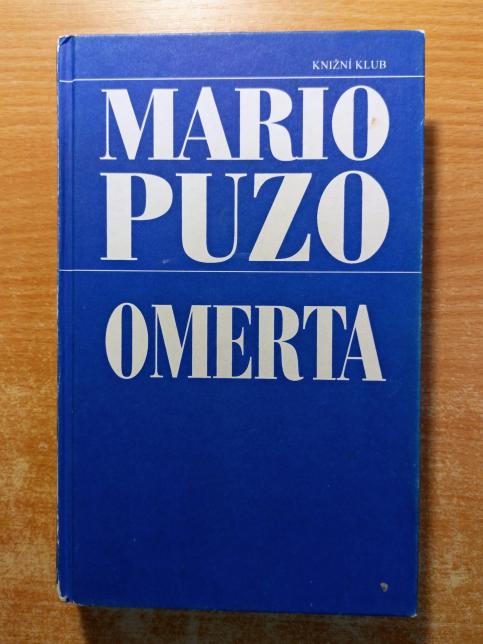 KNIŽNÍ KLUB
MARIO
PUZO
OMERTA